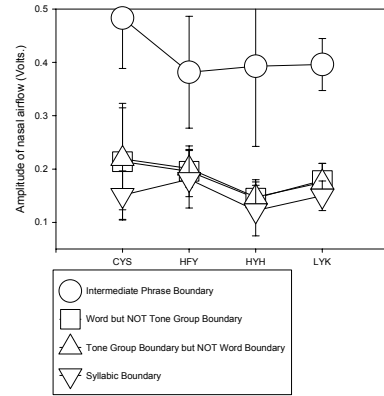 Amplitude of nasal airflow (Volts.)
0.5
0.4
0.3
0.2
0.1
CYS HFY HYH LYK
Intermediate Phrase Boundary
Word but NOT Tone Group Boundary
Tone Group Boundary but NOT Word Boundary
Syllabic Boundary